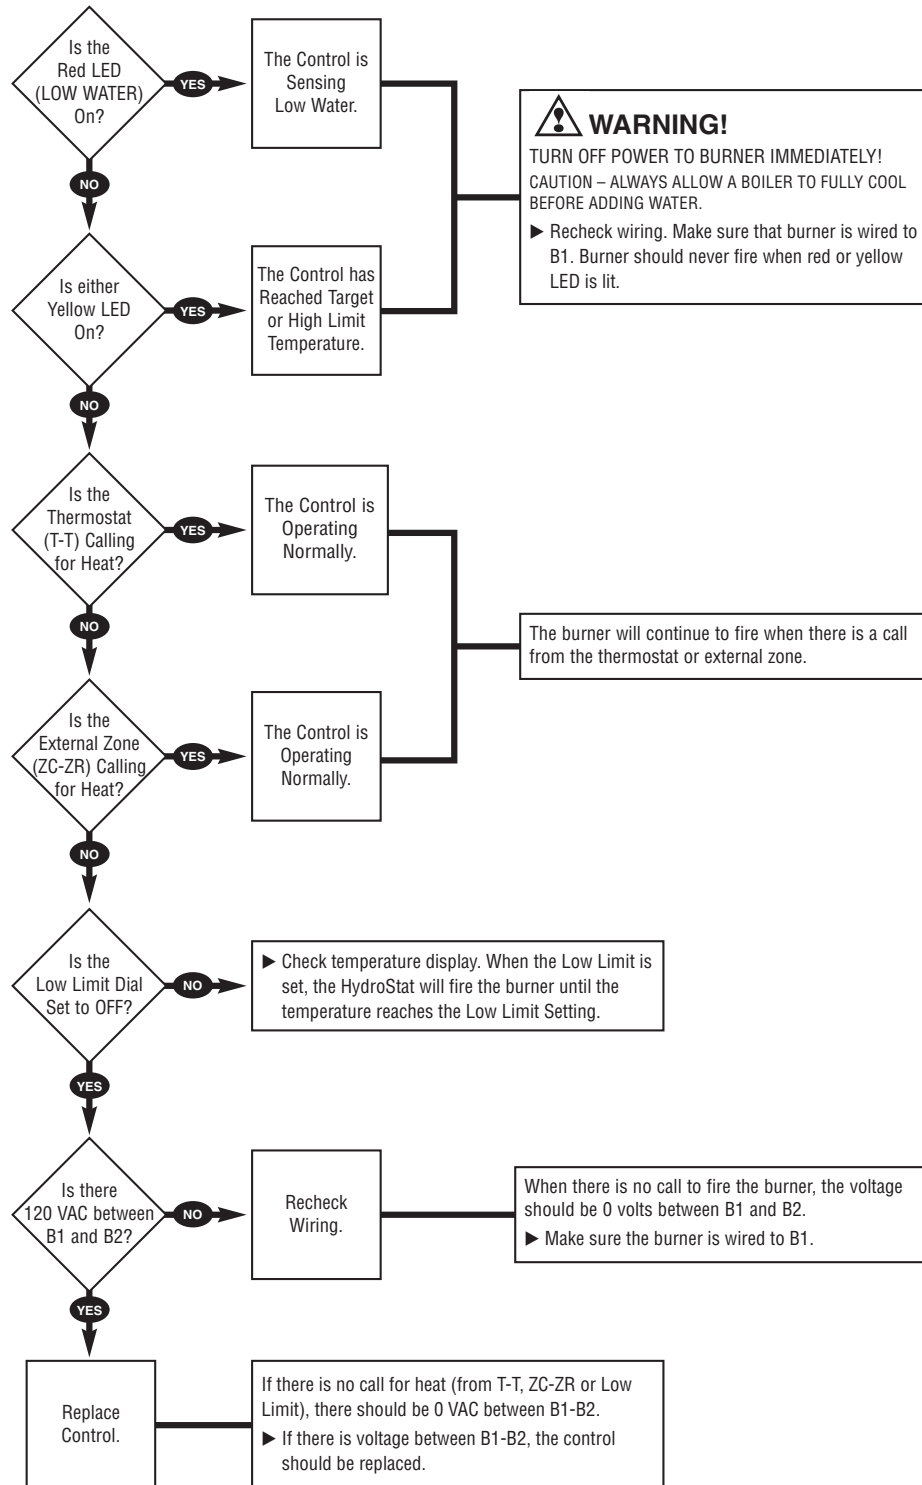 Is the
Red LED
(LOW WATER)
On?
YES
The Control is
Sensing
Low Water.
WARNING!
TURN OFF POWER TO BURNER IMMEDIATELY!
CAUTION – ALWAYS ALLOW A BOILER TO FULLY COOL
BEFORE ADDING WATER.
▶ Recheck wiring. Make sure that burner is wired to
B1. Burner should never fire when red or yellow
LED is lit.
NO
Is either
Yellow LED
On?
YES
The Control has
Reached Target
or High Limit
Temperature.
NO
Is the
Thermostat
(T-T) Calling
for Heat?
YES
The Control is
Operating
Normally.
The burner will continue to fire when there is a call
from the thermostat or external zone.
NO
Is the
External Zone
(ZC-ZR) Calling
for Heat?
YES
The Control is
Operating
Normally.
NO
Is the
Low Limit Dial
Set to OFF?
NO
▶ Check temperature display. When the Low Limit is
set, the HydroStat will fire the burner until the
temperature reaches the Low Limit Setting.
YES
Is there
120 VAC between
B1 and B2?
NO
Recheck
Wiring.
When there is no call to fire the burner, the voltage
should be 0 volts between B1 and B2.
▶ Make sure the burner is wired to B1.
YES
Replace
Control.
If there is no call for heat (from T-T, ZC-ZR or Low
Limit), there should be 0 VAC between B1-B2.
▶ If there is voltage between B1-B2, the control
should be replaced.